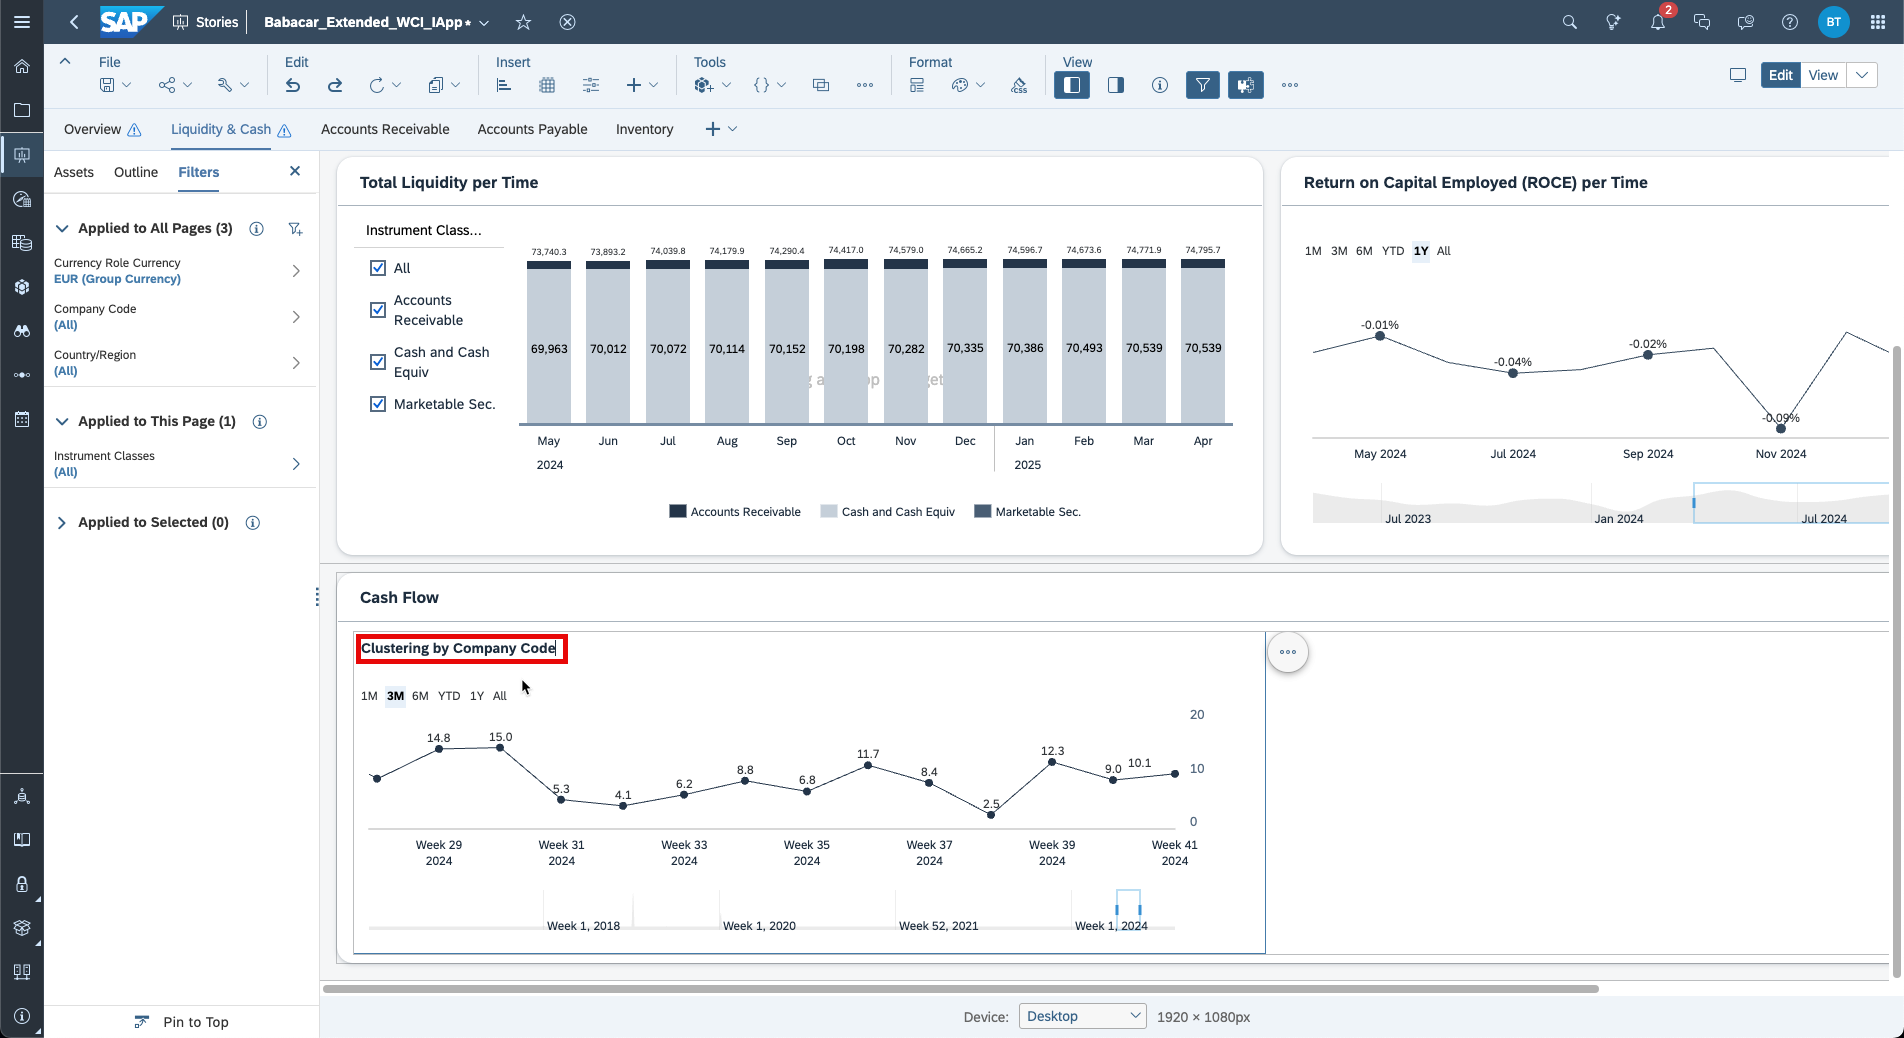 SAP
Stories
Babacar_Extended_WCI_IApp*
2
BT
File
Edit
Insert
Tools
Format
View
CSS
Edit
View
Overview
Liquidity & Cash
Accounts Receivable
Accounts Payable
Inventory
Assets
Outline
Filters
Applied to All Pages (3)
Currency Role Currency
EUR (Group Currency)
Company Code
(All)
Country/Region
(All)
Applied to This Page (1)
Instrument Classes
(All)
Applied to Selected (0)
Pin to Top
Total Liquidity per Time
Instrument Class...
All
Accounts
Receivable
Cash and Cash
Equiv
Marketable Sec.
73,740.3 73,893.2 74,039.8 74,179.9 74,290.4 74,417.0 74,579.0 74,665.2 74,596.7 74,673.6 74,771.9 74,795.7
69,963 70,012 70,072 70,114 70,152 70,198 70,282 70,335 70,386 70,493 70,539 70,539
May Jun Jul Aug Sep Oct Nov Dec Jan Feb Mar Apr
2024 2025
Accounts Receivable Cash and Cash Equiv Marketable Sec.
Return on Capital Employed (ROCE) per Time
1M 3M 6M YTD 1Y All
-0.01%
-0.04%
-0.02%
-0.09%
May 2024 Jul 2024 Sep 2024 Nov 2024
Jul 2023 Jan 2024 Jul 2024
Cash Flow
Clustering by Company Code
1M 3M 6M YTD 1Y All
14.8 15.0 5.3 4.1 6.2 8.8 6.8 11.7 8.4 2.5 12.3 9.0 10.1
20
10
0
Week 29 Week 31 Week 33 Week 35 Week 37 Week 39 Week 41
2024 2024 2024 2024 2024 2024 2024
Week 1, 2018 Week 1, 2020 Week 52, 2021 Week 1, 2024
Device:
Desktop
1920 × 1080px